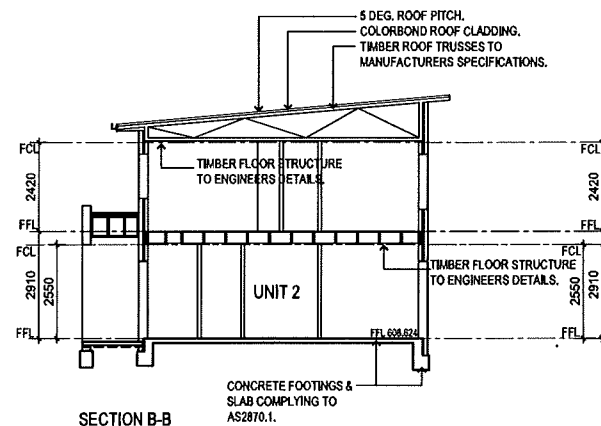 5 DEG. ROOF PITCH.
COLORBOND ROOF CLADDING.
TIMBER ROOF TRUSSES TO
MANUFACTURERS SPECIFICATIONS.
FCL
FCL
TIMBER FLOOR STRUCTURE
TO ENGINEERS DETAILS.
2420
2420
FFL
FFL
FCL
FCL
TIMBER FLOOR STRUCTURE
TO ENGINEERS DETAILS.
2910
2550
UNIT 2
2550
2910
FFL
FFL 608.624
FFL
CONCRETE FOOTINGS &
SLAB COMPLYING TO
AS2870.1.
SECTION B-B